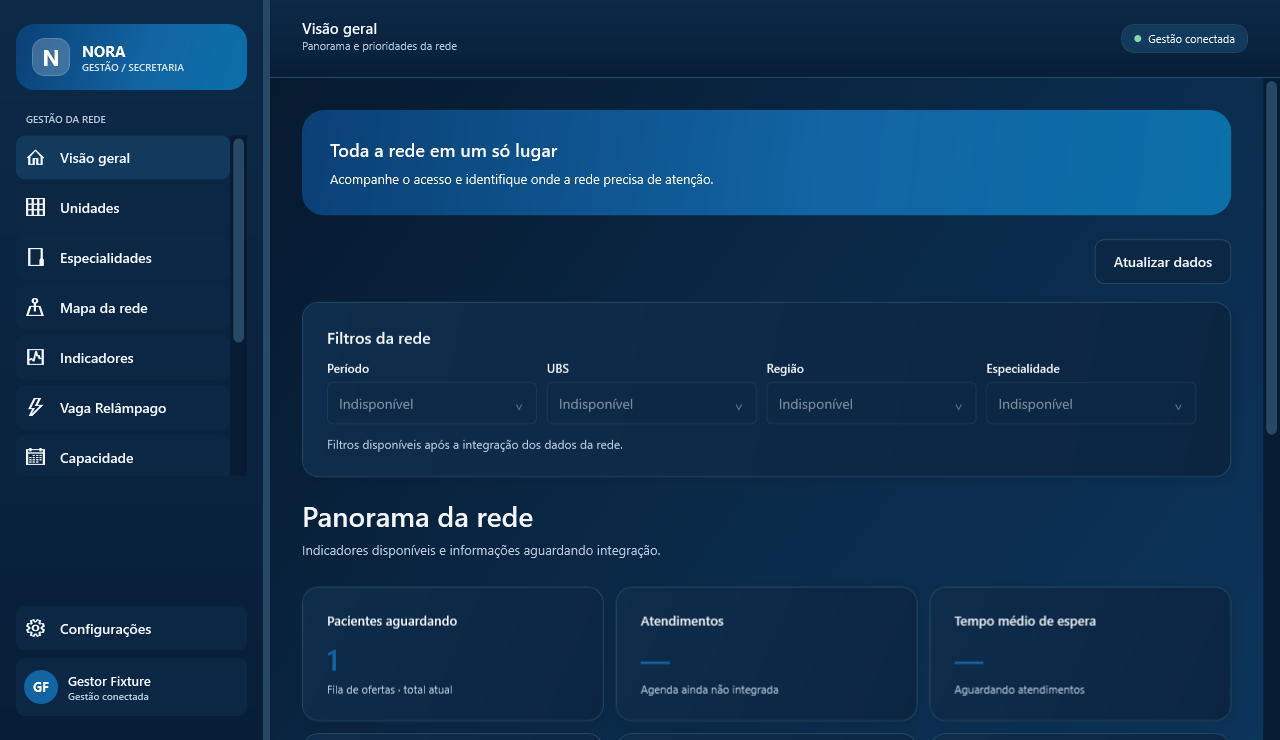 N
NORA
GESTÃO / SECRETARIA
GESTÃO DA REDE
Visão geral
Unidades
Especialidades
Mapa da rede
Indicadores
Vaga Relâmpago
Capacidade
Configurações
GF
Gestor Fixture
Gestão conectada
Visão geral
Panorama e prioridades da rede
Gestão conectada
Toda a rede em um só lugar
Acompanhe o acesso e identifique onde a rede precisa de atenção.
Atualizar dados
Filtros da rede
Período
UBS
Região
Especialidade
Indisponível
Indisponível
Indisponível
Indisponível
Filtros disponíveis após a integração dos dados da rede.
Panorama da rede
Indicadores disponíveis e informações aguardando integração.
Pacientes aguardando
1
Fila de ofertas · total atual
Atendimentos
—
Agenda ainda não integrada
Tempo médio de espera
—
Aguardando atendimentos